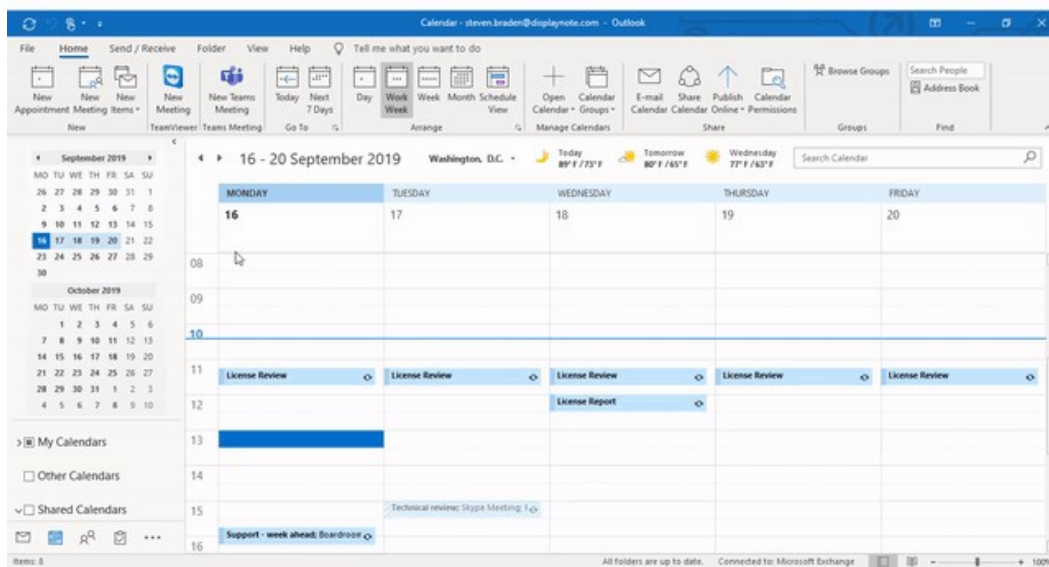 Calendar - steven.braden@displaynote.com - Outlook
File Home Send / Receive Folder View Help Tell me what you want to do
New Appointment
New Meeting
New Items
New Meeting
New Teams Meeting
Today
Next 7 Days
Day
Work Week
Week
Month
Schedule View
Open Calendar
Calendar Groups
E-mail Calendar
Share Calendar
Publish Online
Calendar Permissions
Browse Groups
Search People
Address Book
New TeamViewer Teams Meeting Go To Arrange Manage Calendars Share Groups Find
September 2019
MO TU WE TH FR SA SU
26 27 28 29 30 31 1
2 3 4 5 6 7 8
9 10 11 12 13 14 15
16 17 18 19 20 21 22
23 24 25 26 27 28 29
30
October 2019
MO TU WE TH FR SA SU
1 2 3 4 5 6
7 8 9 10 11 12 13
14 15 16 17 18 19 20
21 22 23 24 25 26 27
28 29 30 31 1 2 3
4 5 6 7 8 9 10
My Calendars
Other Calendars
Shared Calendars
16 - 20 September 2019 Washington, D.C.
Today
89° F / 73° F
Tomorrow
80° F / 65° F
Wednesday
77° F / 63° F
Search Calendar
MONDAY TUESDAY WEDNESDAY THURSDAY FRIDAY
16 17 18 19 20
08
09
10
11 License Review License Review License Review License Review License Review
12 License Report
13
14
15 Technical review; Skype Meeting;
Support - week ahead; Boardroom
16
Items: 8 All folders are up to date. Connected to: Microsoft Exchange 100%